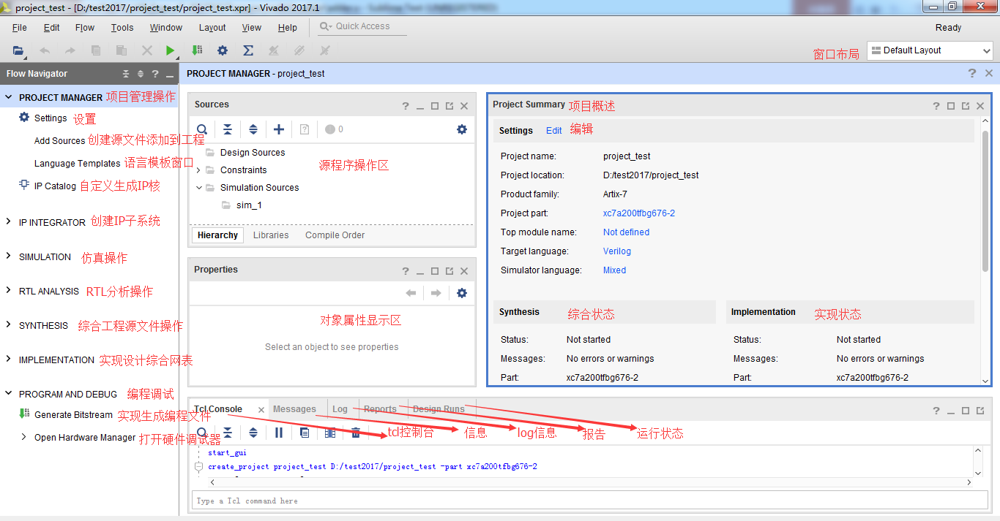 project_test - [D:/test2017/project_test/project_test.xpr] - Vivado 2017.1
File Edit Flow Tools Window Layout View Help Quick Access Ready
窗口布局 Default Layout
Flow Navigator
PROJECT MANAGER 项目管理操作
Settings 设置
Add Sources 创建源文件添加到工程
Language Templates 语言模板窗口
IP Catalog 自定义生成IP核
IP INTEGRATOR 创建IP子系统
SIMULATION 仿真操作
RTL ANALYSIS RTL分析操作
SYNTHESIS 综合工程源文件操作
IMPLEMENTATION 实现设计综合网表
PROGRAM AND DEBUG 编程调试
Generate Bitstream 实现生成编程文件
Open Hardware Manager 打开硬件调试器
PROJECT MANAGER - project_test
Sources
0
Design Sources
Constraints
Simulation Sources
sim_1
源程序操作区
Hierarchy Libraries Compile Order
Properties
对象属性显示区
Select an object to see properties
Project Summary 项目概述
Settings Edit 编辑
Project name: project_test
Project location: D:/test2017/project_test
Product family: Artix-7
Project part: xc7a200tfbg676-2
Top module name: Not defined
Target language: Verilog
Simulator language: Mixed
Synthesis 综合状态
Status: Not started
Messages: No errors or warnings
Part: xc7a200tfbg676-2
Implementation 实现状态
Status: Not started
Messages: No errors or warnings
Part: xc7a200tfbg676-2
Tcl Console Messages Log Reports Design Runs
tcl控制台 信息 log信息 报告 运行状态
start_gui
create_project project_test D:/test2017/project_test -part xc7a200tfbg676-2
Type a Tcl command here